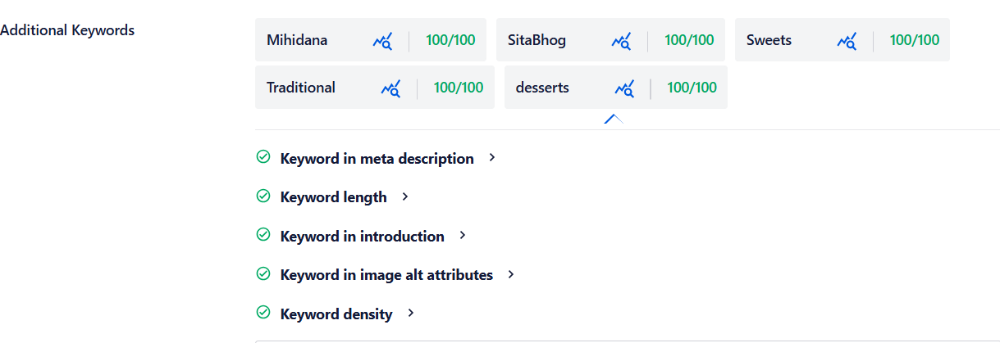 Additional Keywords
Mihidana 100/100 SitaBhog 100/100 Sweets 100/100
Traditional 100/100 desserts 100/100
Keyword in meta description
Keyword length
Keyword in introduction
Keyword in image alt attributes
Keyword density